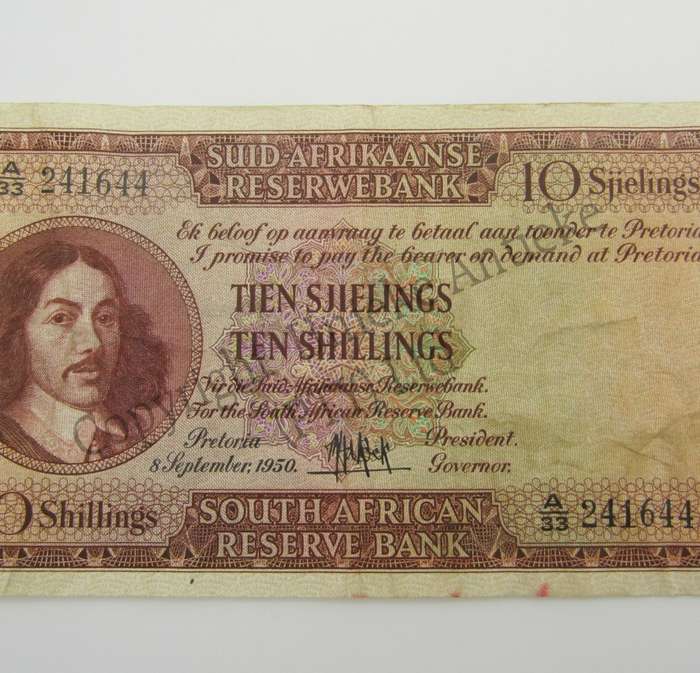 A/33 241644
SUID-AFRIKAANSE
RESERWEBANK
10 Sjielings
Ek beloof op aanvraag te betaal aan toonder te Pretoria
I promise to pay the bearer on demand at Pretoria
TIEN SJIELINGS
TEN SHILLINGS
Vir die Suid-Afrikaanse Reserwebank.
For the South African Reserve Bank.
Pretoria
President.
8 September, 1950.
Governor.
Shillings
SOUTH AFRICAN
RESERVE BANK
A/33 241644
Copyright